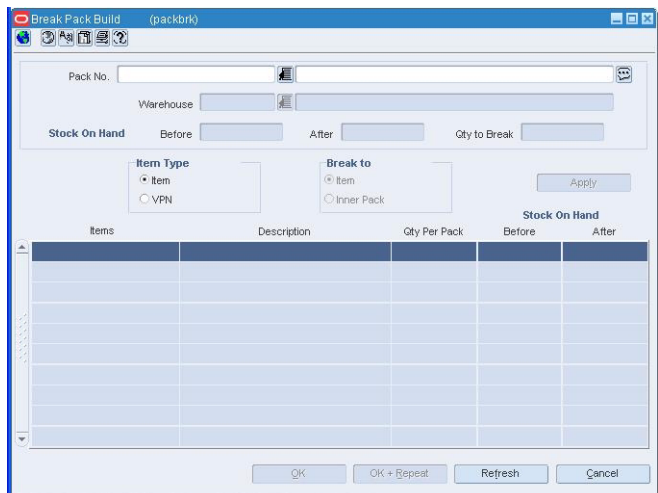 Break Pack Build (packbrk)
Pack No.
Warehouse
Stock On Hand Before After Qty to Break
Item Type Break to
Item Item
VPN Inner Pack
Apply
Stock On Hand
Items Description Qty Per Pack Before After
OK OK + Repeat Refresh Cancel